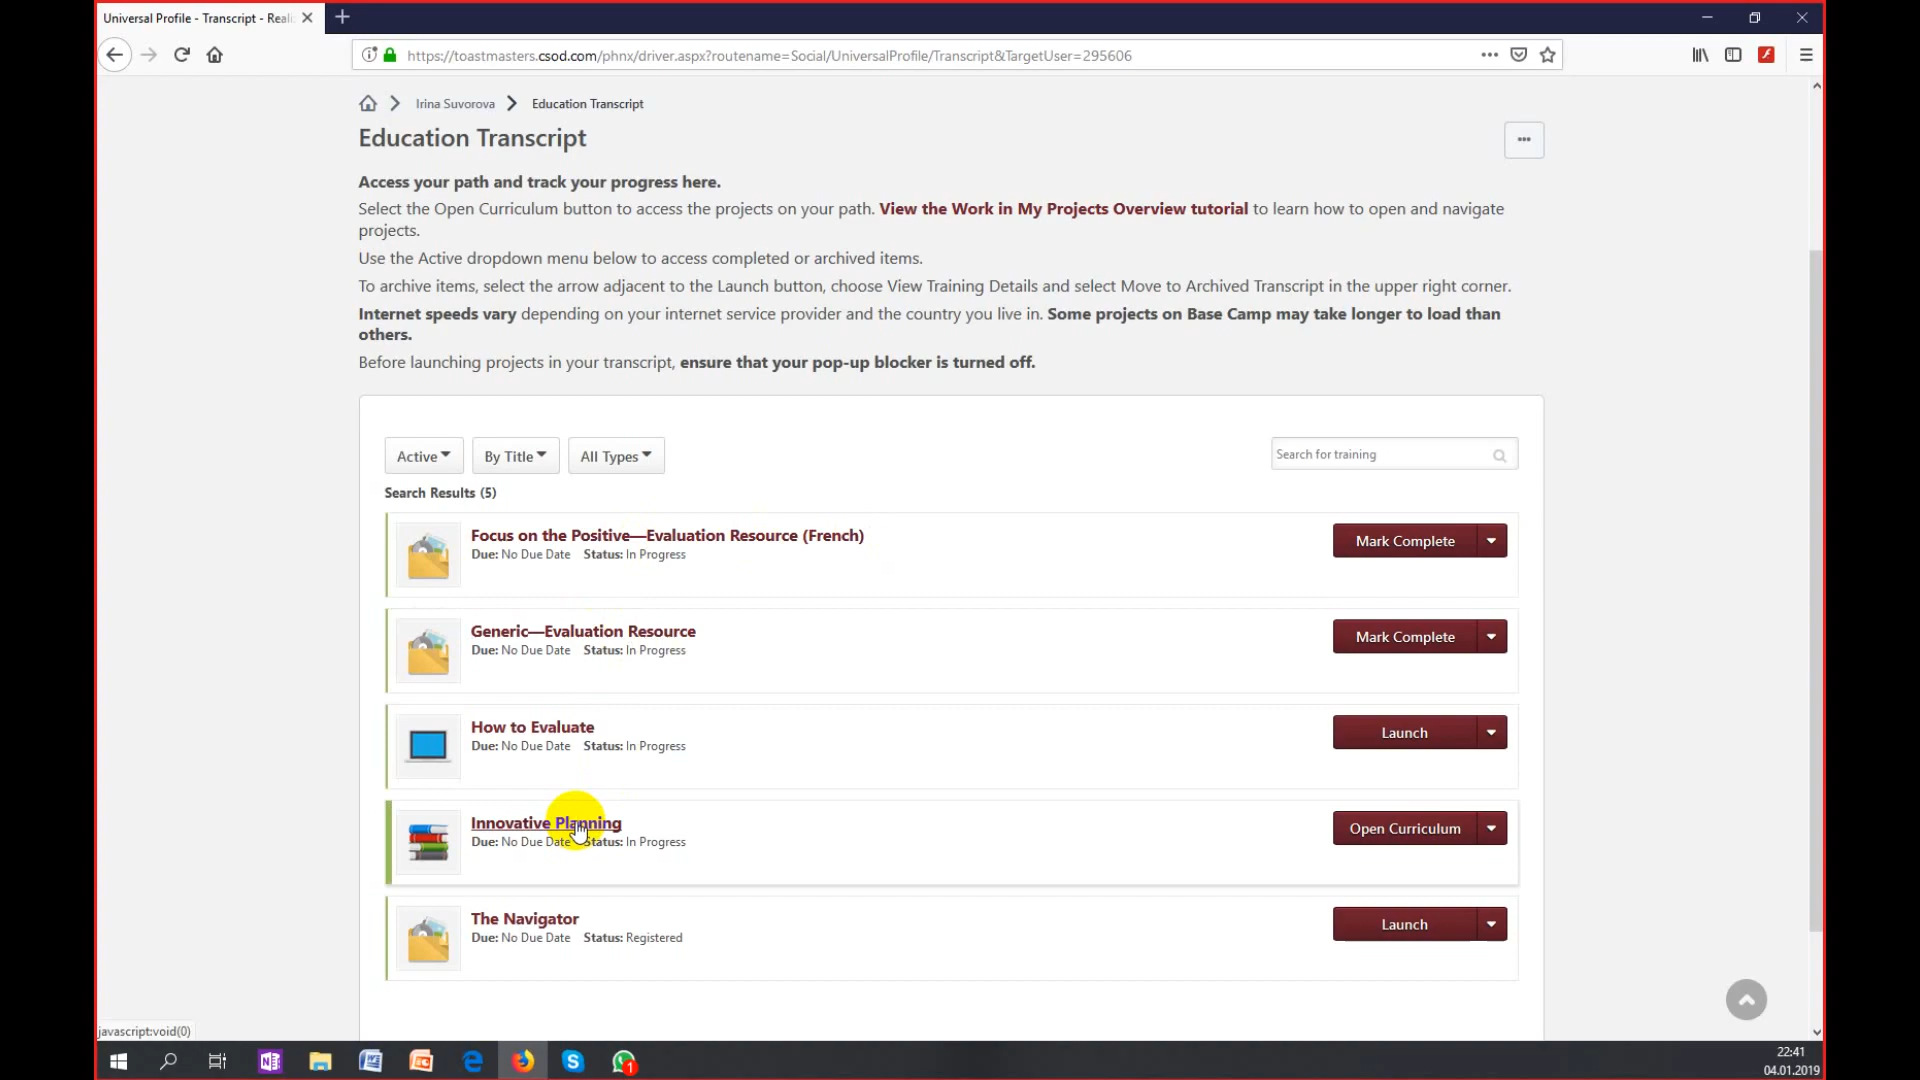 Universal Profile - Transcript - Reali
https://toastmasters.csod.com/phnx/driver.aspx?routename=Social/UniversalProfile/Transcript&TargetUser=295606
Irina Suvorova
Education Transcript
Education Transcript
Access your path and track your progress here.
Select the Open Curriculum button to access the projects on your path. View the Work in My Projects Overview tutorial to learn how to open and navigate
projects.
Use the Active dropdown menu below to access completed or archived items.
To archive items, select the arrow adjacent to the Launch button, choose View Training Details and select Move to Archived Transcript in the upper right corner.
Internet speeds vary depending on your internet service provider and the country you live in. Some projects on Base Camp may take longer to load than
others.
Before launching projects in your transcript, ensure that your pop-up blocker is turned off.
Active
By Title
All Types
Search for training
Search Results (5)
Focus on the Positive—Evaluation Resource (French)
Due: No Due Date Status: In Progress
Mark Complete
Generic—Evaluation Resource
Due: No Due Date Status: In Progress
Mark Complete
How to Evaluate
Due: No Due Date Status: In Progress
Launch
Innovative Planning
Due: No Due Date Status: In Progress
Open Curriculum
The Navigator
Due: No Due Date Status: Registered
Launch
javascript:void(0)
1
22:41
04.01.2019